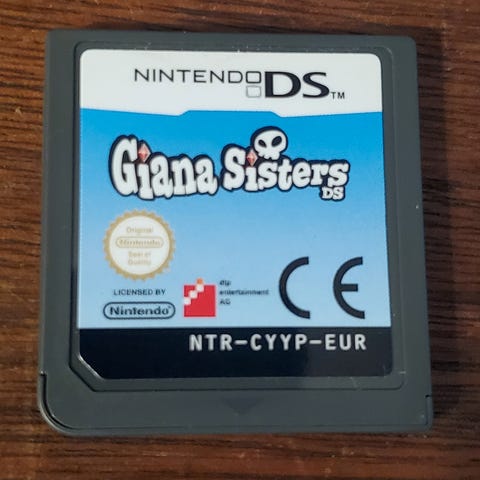 NINTENDO DS™
Giana Sisters
DS
Original
Nintendo
Seal of
Quality
LICENSED BY
Nintendo
dtp
entertainment
AG
CE
NTR-CYYP-EUR